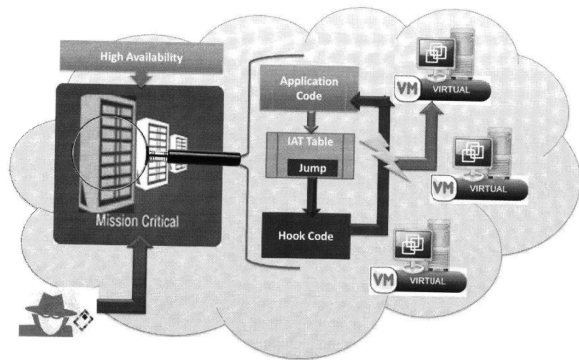 High Availability
Mission Critical
Application
Code
IAT Table
Jump
Hook Code
VM VIRTUAL
VM VIRTUAL
VM VIRTUAL